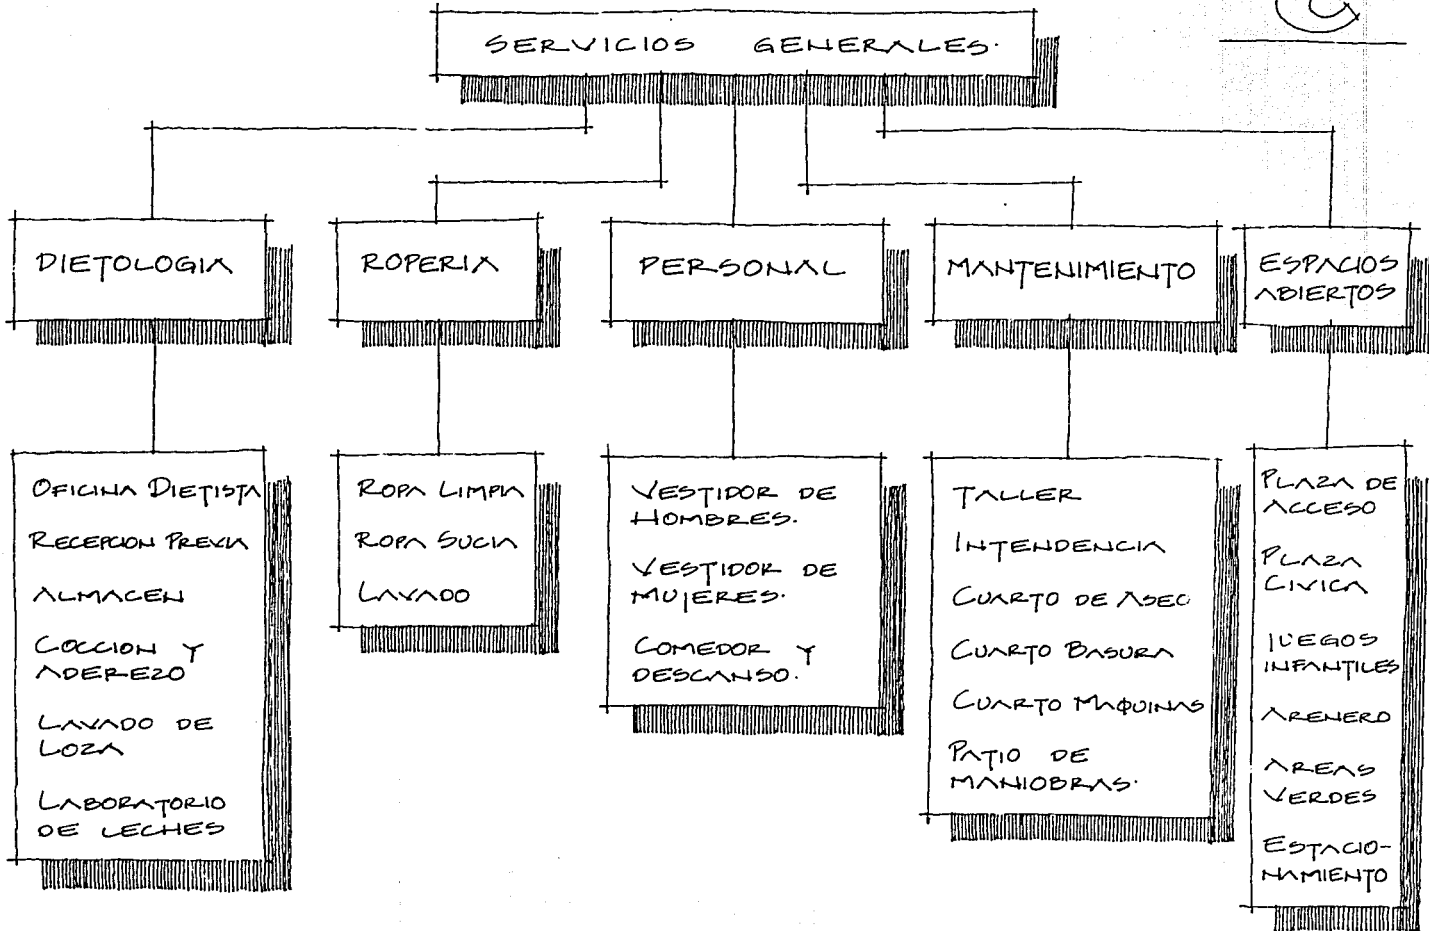 SERVICIOS GENERALES.
DIETOLOGIA
ROPERIA
PERSONAL
MANTENIMIENTO
ESPACIOS
ABIERTOS
OFICINA DIETISTA
RECEPCION PREVIA
ALMACEN
COCCION Y
ADEREZO
LAVADO DE
LOZA
LABORATORIO
DE LECHES
ROPA LIMPIA
ROPA SUCIA
LAVADO
VESTIDOR DE
HOMBRES.
VESTIDOR DE
MUJERES.
COMEDOR Y
DESCANSO.
TALLER
INTENDENCIA
CUARTO DE ASEO
CUARTO BASURA
CUARTO MAQUINAS
PATIO DE
MANIOBRAS.
PLAZA DE
ACCESO
PLAZA
CIVICA
JUEGOS
INFANTILES
ARENERO
AREAS
VERDES
ESTACIO-
NAMIENTO